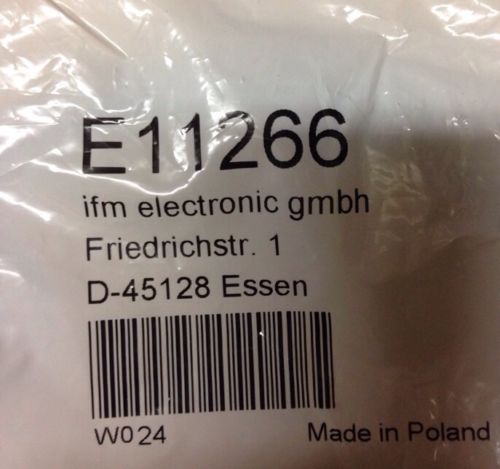 E11266
ifm electronic gmbh
Friedrichstr. 1
D-45128 Essen
W024 Made in Poland